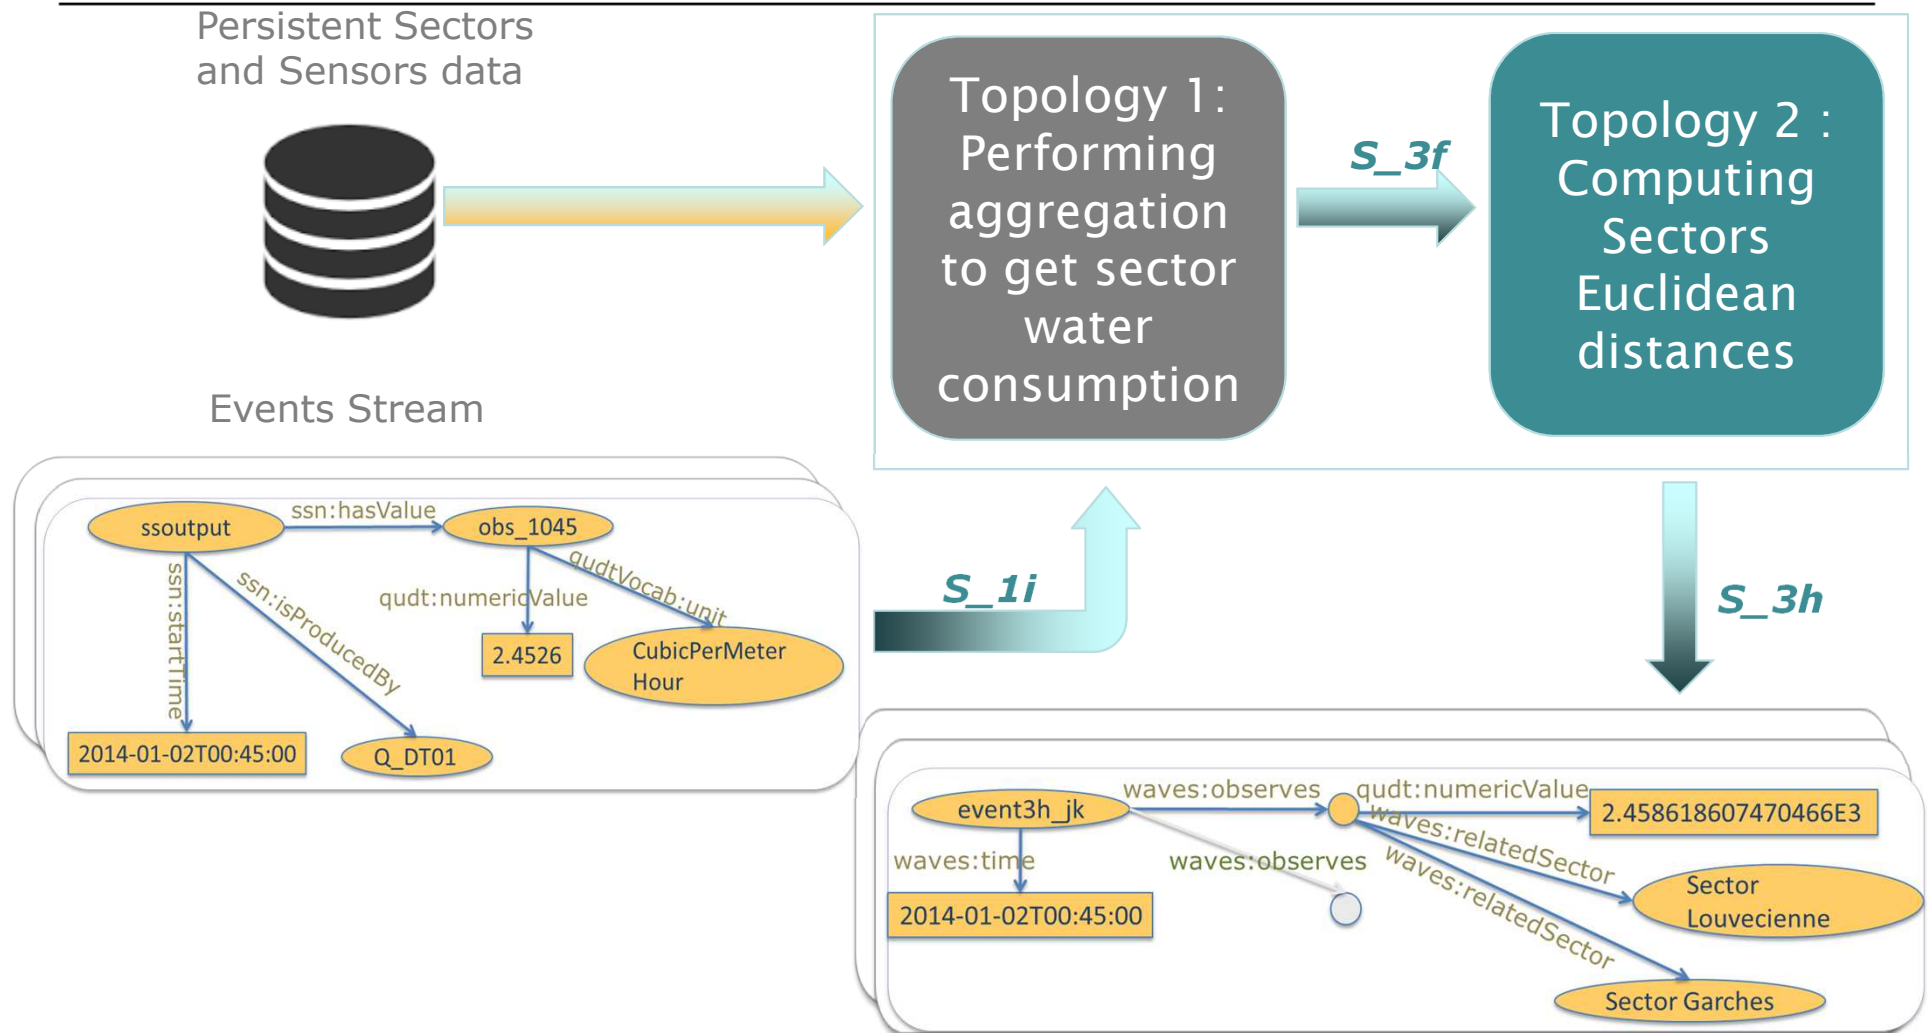 Persistent Sectors
and Sensors data
Topology 1:
Performing
aggregation
to get sector
water
consumption
S_3f
Topology 2 :
Computing
Sectors
Euclidean
distances
Events Stream
ssoutput
ssn:hasValue
obs_1045
ssn:startTime
ssn:isProducedBy
qudt:numericValue
qudtVocab:unit
2.4526
CubicPerMeter
Hour
2014-01-02T00:45:00
Q_DT01
S_1i
S_3h
event3h_jk
waves:observes
qudt:numericValue
2.458618607470466E3
waves:time
waves:observes
waves:relatedSector
waves:relatedSector
2014-01-02T00:45:00
Sector
Louvecienne
Sector Garches